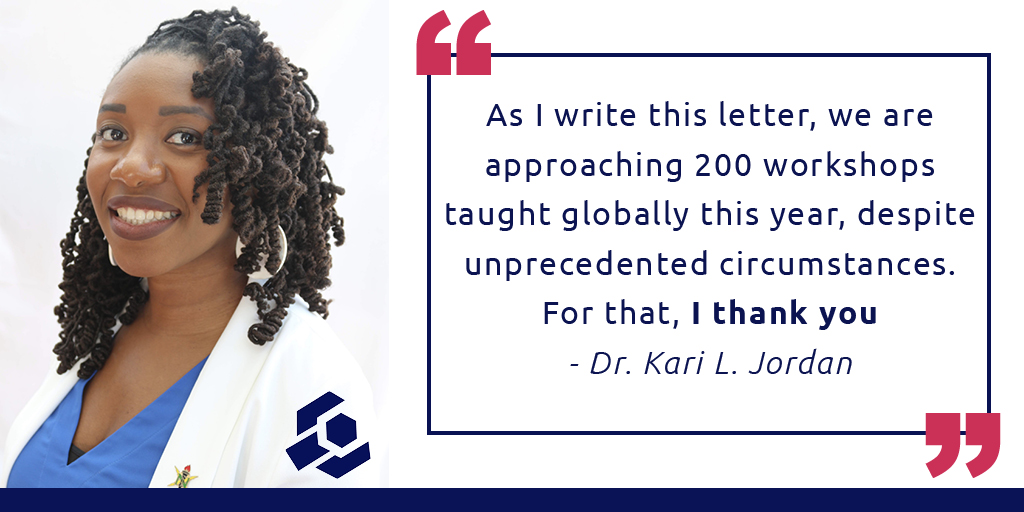 As I write this letter, we are
approaching 200 workshops
taught globally this year, despite
unprecedented circumstances.
For that, I thank you
- Dr. Kari L. Jordan